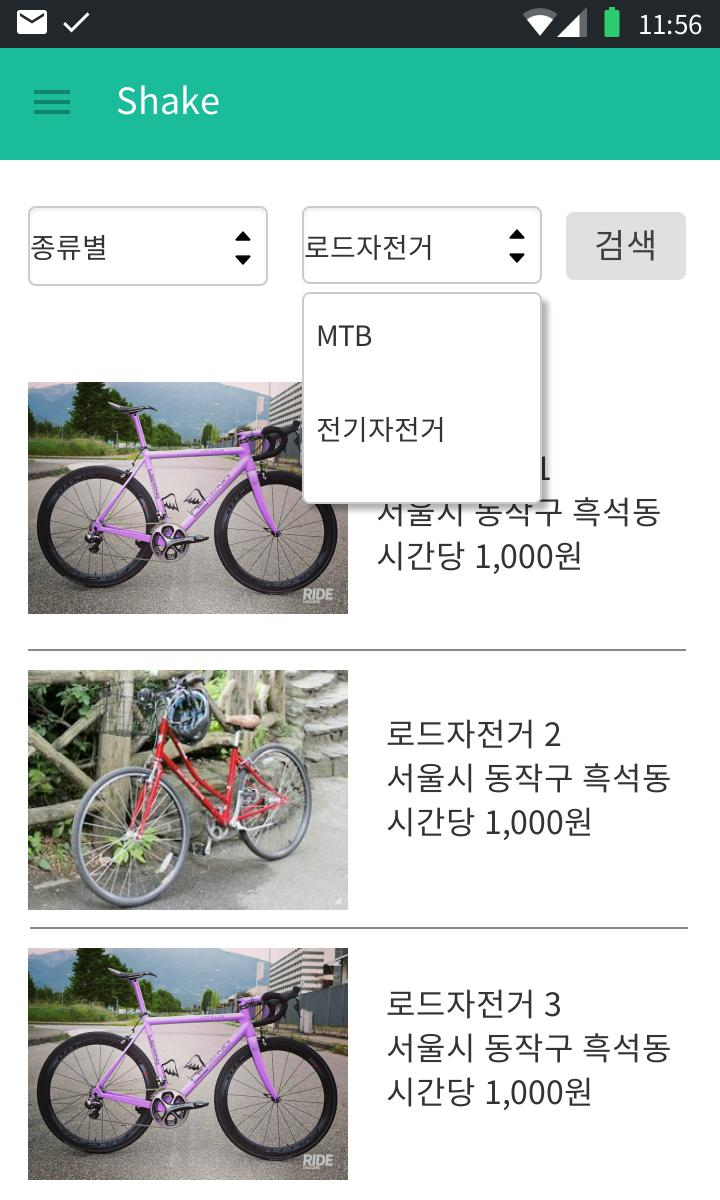 11:56
Shake
종류별
로드자전거
검색
MTB
전기자전거
1
서울시 동작구 흑석동
시간당 1,000원
RIDE
로드자전거 2
서울시 동작구 흑석동
시간당 1,000원
로드자전거 3
서울시 동작구 흑석동
시간당 1,000원
RIDE